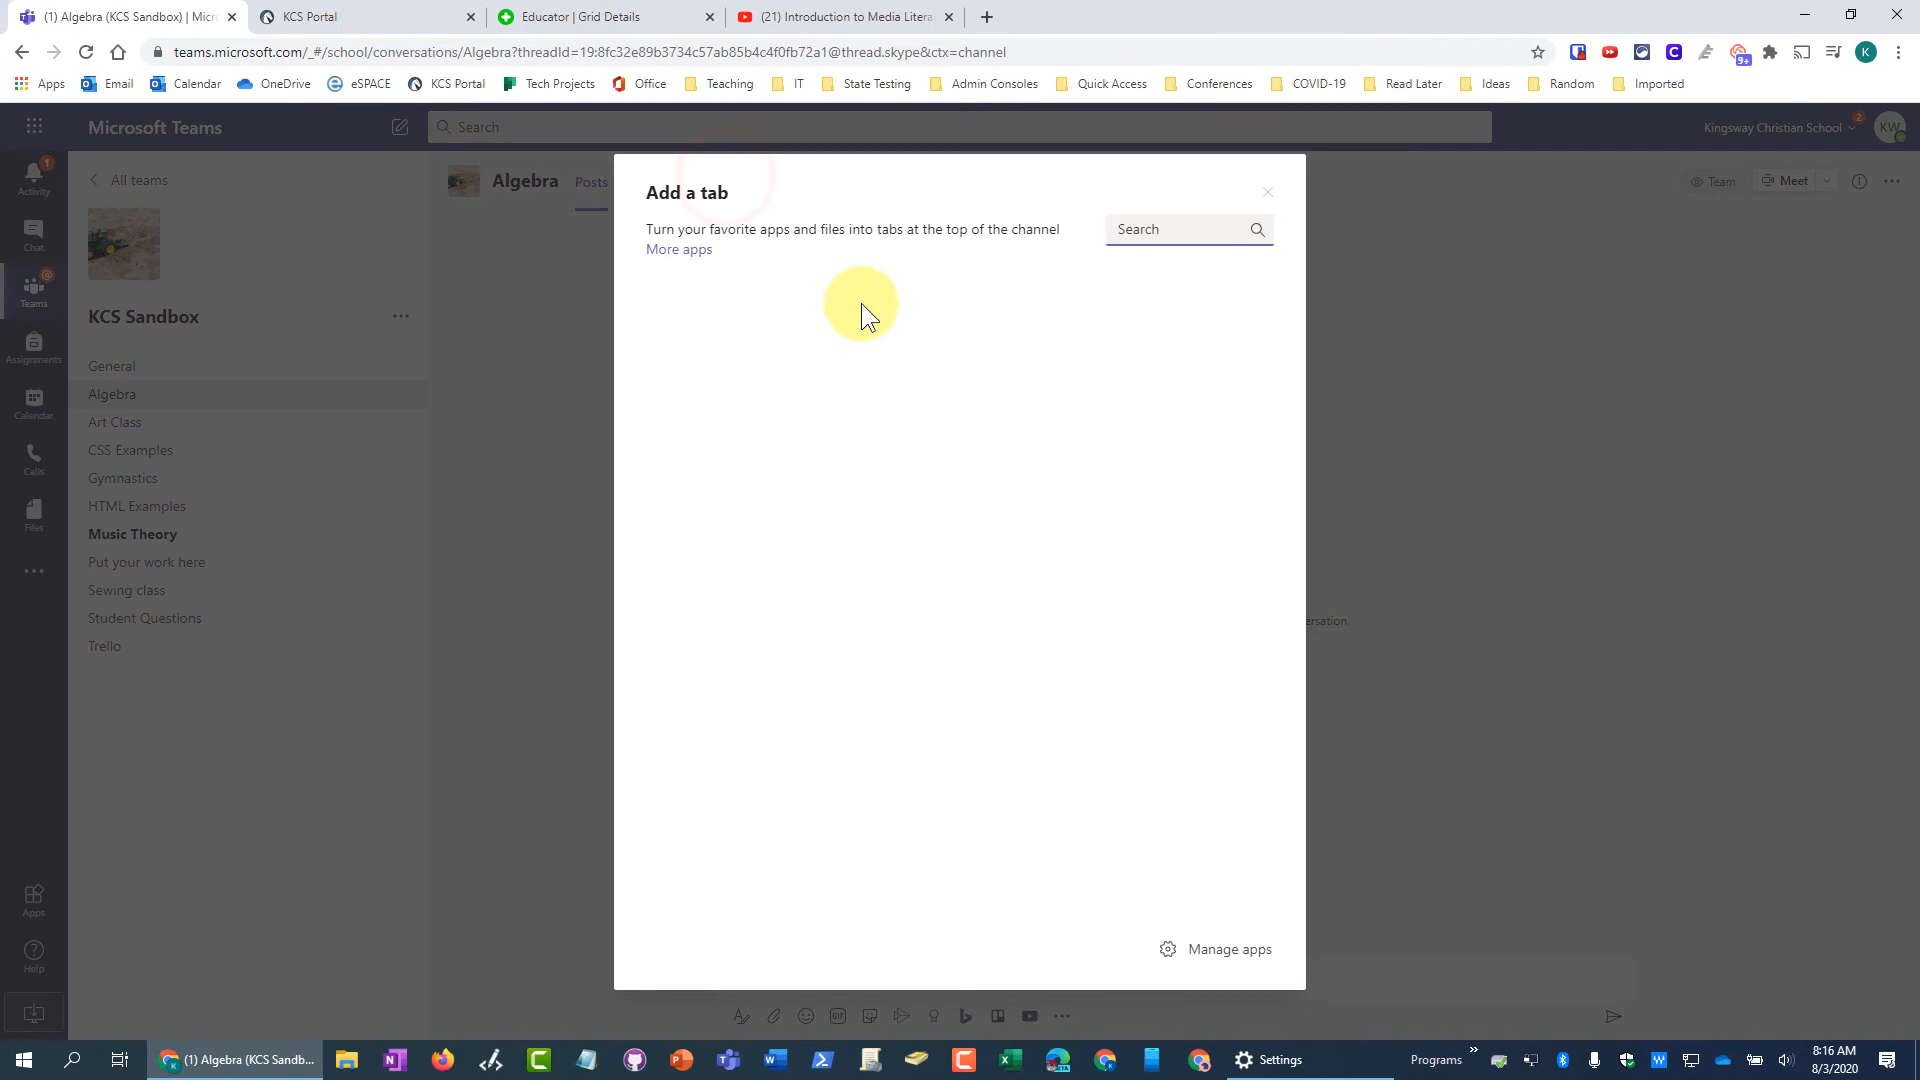 (1) Algebra (KCS Sandbox) | Micr
KCS Portal
Educator | Grid Details
(21) Introduction to Media Litera
teams.microsoft.com/_#/school/conversations/Algebra?threadId=19:8fc32e89b3734c57ab85b4c4f0fb72a1@thread.skype&ctx=channel
9+
K
Apps
Email
Calendar
OneDrive
eSPACE
KCS Portal
Tech Projects
Office
Teaching
IT
State Testing
Admin Consoles
Quick Access
Conferences
COVID-19
Read Later
Ideas
Random
Imported
Microsoft Teams
Search
Kingsway Christian School
2
KW
1
Activity
Chat
Teams
Assignments
Calendar
Calls
Files
Apps
Help
All teams
KCS Sandbox
General
Algebra
Art Class
CSS Examples
Gymnastics
HTML Examples
Music Theory
Put your work here
Sewing class
Student Questions
Trello
Algebra
Posts
Team
Meet
Add a tab
Turn your favorite apps and files into tabs at the top of the channel
More apps
Search
ersation.
Manage apps
GIF
(1) Algebra (KCS Sandb...
Settings
Programs
8:16 AM
8/3/2020